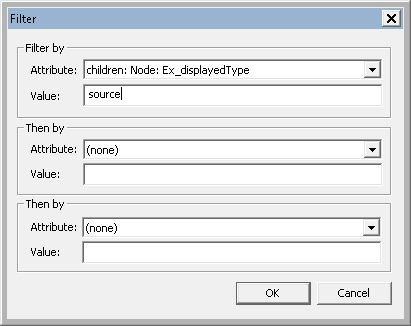 Filter
Filter by
Attribute: children: Node: Ex_displayedType
Value: source
Then by
Attribute: (none)
Value:
Then by
Attribute: (none)
Value:
OK Cancel